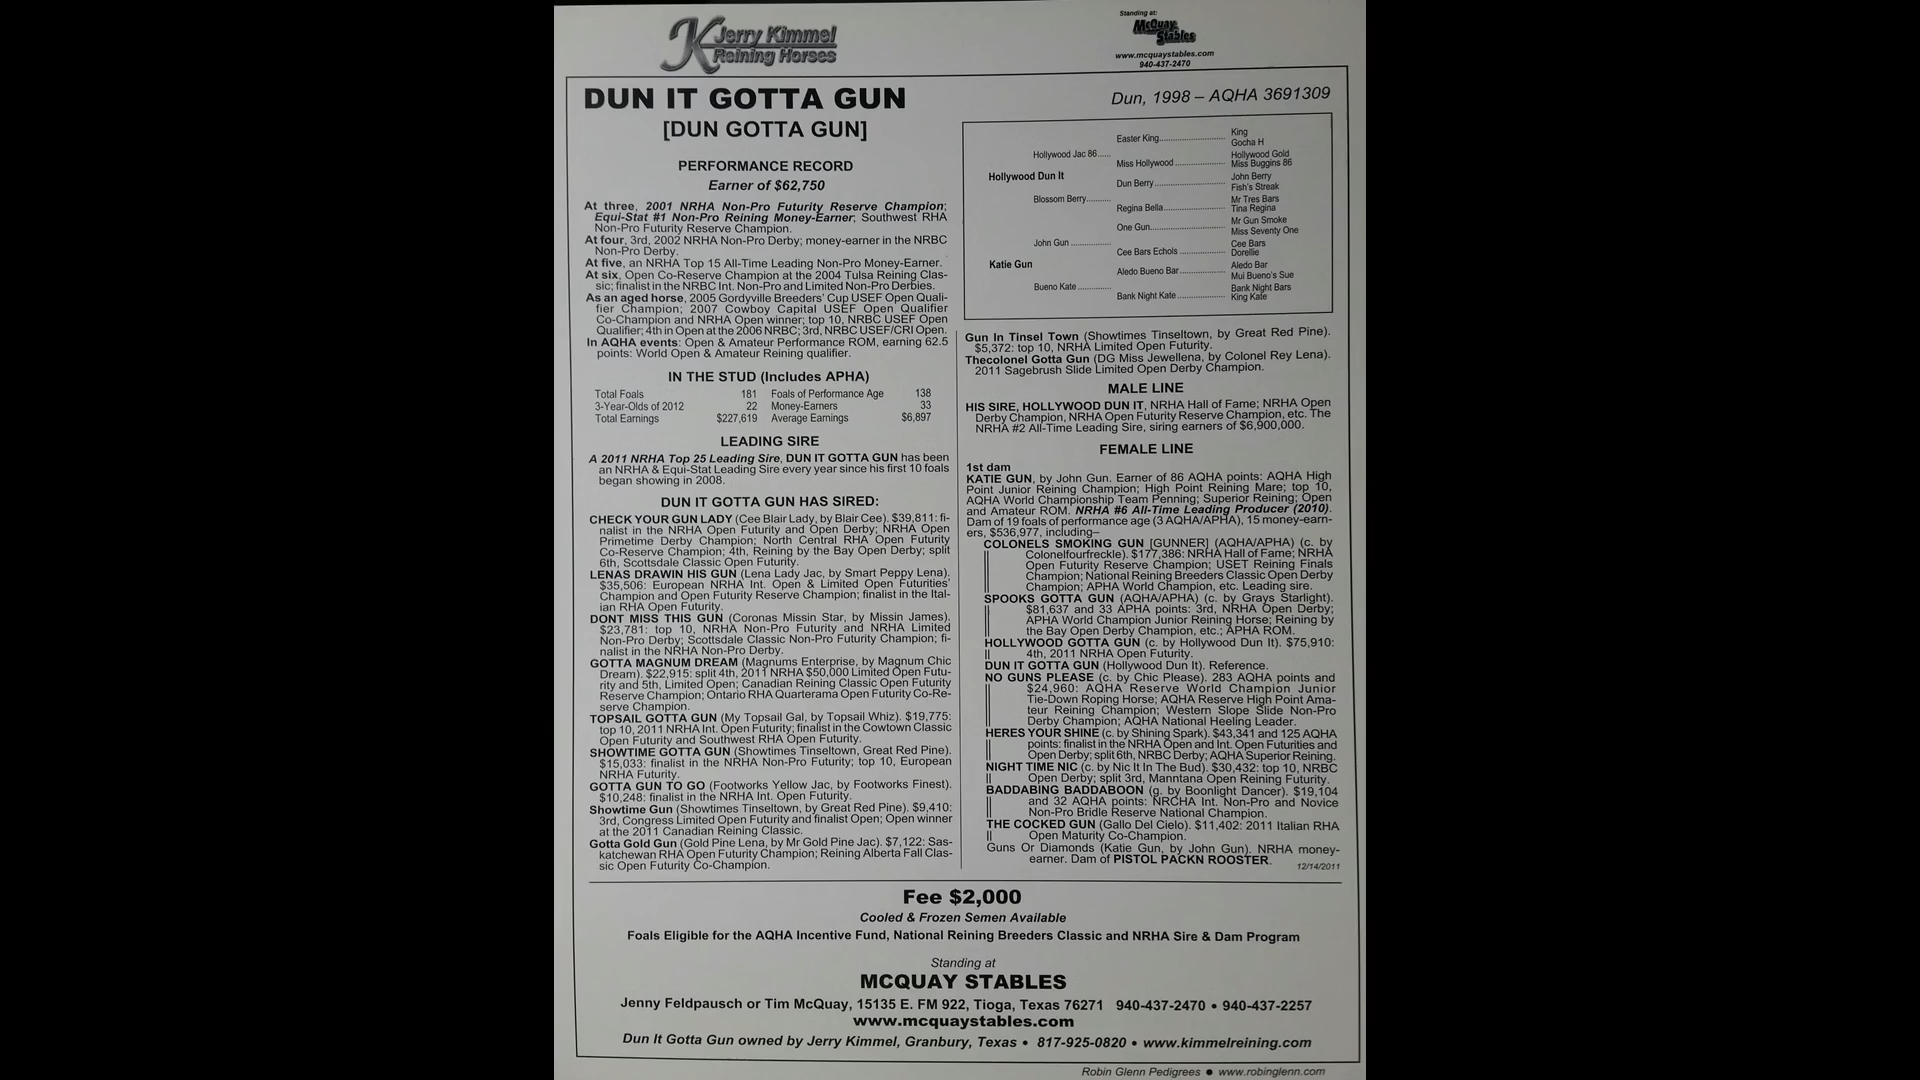 Jerry Kimmel
Reining Horses
Standing at:
McQuay
Stables
www.mcquaystables.com
940-437-2470
DUN IT GOTTA GUN
[DUN GOTTA GUN]
Dun, 1998 – AQHA 3691309
PERFORMANCE RECORD
Earner of $62,750
At three, 2001 NRHA Non-Pro Futurity Reserve Champion;
Equi-Stat #1 Non-Pro Reining Money-Earner; Southwest RHA
Non-Pro Futurity Reserve Champion.
At four, 3rd, 2002 NRHA Non-Pro Derby; money-earner in the NRBC
Non-Pro Derby.
At five, an NRHA Top 15 All-Time Leading Non-Pro Money-Earner.
At six, Open Co-Reserve Champion at the 2004 Tulsa Reining Clas-
sic; finalist in the NRBC Int. Non-Pro and Limited Non-Pro Derbies.
As an aged horse, 2005 Gordyville Breeders' Cup USEF Open Quali-
fier Champion; 2007 Cowboy Capital USEF Open Qualifier
Co-Champion and NRHA Open winner; top 10, NRBC USEF Open
Qualifier; 4th in Open at the 2006 NRBC; 3rd, NRBC USEF/CRI Open.
In AQHA events: Open & Amateur Performance ROM, earning 62.5
points: World Open & Amateur Reining qualifier.
IN THE STUD (Includes APHA)
Total Foals 181 Foals of Performance Age 138
3-Year-Olds of 2012 22 Money-Earners 33
Total Earnings $227,619 Average Earnings $6,897
LEADING SIRE
A 2011 NRHA Top 25 Leading Sire, DUN IT GOTTA GUN has been
an NRHA & Equi-Stat Leading Sire every year since his first 10 foals
began showing in 2008.
DUN IT GOTTA GUN HAS SIRED:
CHECK YOUR GUN LADY (Cee Blair Lady, by Blair Cee). $39,811: fi-
nalist in the NRHA Open Futurity and Open Derby; NRHA Open
Primetime Derby Champion; North Central RHA Open Futurity
Co-Reserve Champion; 4th, Reining by the Bay Open Derby; split
6th, Scottsdale Classic Open Futurity.
LENAS DRAWIN HIS GUN (Lena Lady Jac, by Smart Peppy Lena).
$35,506: European NRHA Int. Open & Limited Open Futurities'
Champion and Open Futurity Reserve Champion; finalist in the Ital-
ian RHA Open Futurity.
DONT MISS THIS GUN (Coronas Missin Star, by Missin James).
$23,781: top 10, NRHA Non-Pro Futurity and NRHA Limited
Non-Pro Derby; Scottsdale Classic Non-Pro Futurity Champion; fi-
nalist in the NRHA Non-Pro Derby.
GOTTA MAGNUM DREAM (Magnums Enterprise, by Magnum Chic
Dream). $22,915: split 4th, 2011 NRHA $50,000 Limited Open Futu-
rity and 5th, Limited Open; Canadian Reining Classic Open Futurity
Reserve Champion; Ontario RHA Quarterana Open Futurity Co-Re-
serve Champion.
TOPSAIL GOTTA GUN (My Topsail Gal, by Topsail Whiz). $19,775:
top 10, 2011 NRHA Int. Open Futurity; finalist in the Cowtown Classic
Open Futurity and Southwest RHA Open Futurity.
SHOWTIME GOTTA GUN (Showtimes Tinseltown, Great Red Pine).
$15,033: finalist in the NRHA Non-Pro Futurity; top 10, European
NRHA Futurity.
GOTTA GUN TO GO (Footworks Yellow Jac, by Footworks Finest).
$10,248: finalist in the NRHA Int. Open Futurity.
Showtime Gun (Showtimes Tinseltown, by Great Red Pine). $9,410:
3rd, Congress Limited Open Futurity and finalist Open; Open winner
at the 2011 Canadian Reining Classic.
Gotta Gold Gun (Gold Pine Lena, by Mr Gold Pine Jac). $7,122: Sas-
katchewan RHA Open Futurity Champion; Reining Alberta Fall Clas-
sic Open Futurity Co-Champion.
King
Easter King
Gocha H
Hollywood Jac 86
Hollywood Gold
Miss Hollywood
Miss Buggins 86
Hollywood Dun It
John Berry
Dun Berry
Fish's Streak
Blossom Berry
Mr Tres Bars
Regina Bella
Tina Regina
Mr Gun Smoke
One Gun
Miss Seventy One
John Gun
Cee Bars
Cee Bars Echols
Dorellie
Katie Gun
Aledo Bar
Aledo Bueno Bar
Mui Bueno's Sue
Bueno Kate
Bank Night Bars
Bank Night Kate
King Kate
Gun In Tinsel Town (Showtimes Tinseltown, by Great Red Pine).
$5,372: top 10, NRHA Limited Open Futurity.
Thecolonel Gotta Gun (DG Miss Jewellena, by Colonel Rey Lena).
2011 Sagebrush Slide Limited Open Derby Champion.
MALE LINE
HIS SIRE, HOLLYWOOD DUN IT, NRHA Hall of Fame; NRHA Open
Derby Champion, NRHA Open Futurity Reserve Champion, etc. The
NRHA #2 All-Time Leading Sire, siring earners of $6,900,000.
FEMALE LINE
1st dam
KATIE GUN, by John Gun. Earner of 86 AQHA points: AQHA High
Point Junior Reining Champion; High Point Reining Mare; top 10,
AQHA World Championship Team Penning; Superior Reining; Open
and Amateur ROM. NRHA #6 All-Time Leading Producer (2010).
Dam of 19 foals of performance age (3 AQHA/APHA), 15 money-earn-
ers, $536,977, including–
COLONELS SMOKING GUN [GUNNER] (AQHA/APHA) (c. by
Colonelfourfreckle). $177,386: NRHA Hall of Fame; NRHA
Open Futurity Reserve Champion; USET Reining Finals
Champion; National Reining Breeders Classic Open Derby
Champion; APHA World Champion, etc. Leading sire.
SPOOKS GOTTA GUN (AQHA/APHA) (c. by Grays Starlight).
$81,637 and 33 APHA points: 3rd, NRHA Open Derby;
APHA World Champion Junior Reining Horse; Reining by
the Bay Open Derby Champion, etc.; APHA ROM.
HOLLYWOOD GOTTA GUN (c. by Hollywood Dun It). $75,910:
4th, 2011 NRHA Open Futurity.
DUN IT GOTTA GUN (Hollywood Dun It). Reference.
NO GUNS PLEASE (c. by Chic Please). 283 AQHA points and
$24,960: AQHA Reserve World Champion Junior
Tie-Down Roping Horse; AQHA Reserve High Point Ama-
teur Reining Champion; Western Slope Slide Non-Pro
Derby Champion; AQHA National Heeling Leader.
HERES YOUR SHINE (c. by Shining Spark). $43,341 and 125 AQHA
points: finalist in the NRHA Open and Int. Open Futurities and
Open Derby; split 6th, NRBC Derby; AQHA Superior Reining.
NIGHT TIME NIC (c. by Nic It In The Bud). $30,432: top 10, NRBC
Open Derby; split 3rd, Manntana Open Reining Futurity.
BADDABING BADDABOON (g. by Boonlight Dancer). $19,104
and 32 AQHA points: NRCHA Int. Non-Pro and Novice
Non-Pro Bridle Reserve National Champion.
THE COCKED GUN (Gallo Del Cielo). $11,402: 2011 Italian RHA
Open Maturity Co-Champion.
Guns Or Diamonds (Katie Gun, by John Gun). NRHA money-
earner. Dam of PISTOL PACKN ROOSTER.
12/14/2011
Fee $2,000
Cooled & Frozen Semen Available
Foals Eligible for the AQHA Incentive Fund, National Reining Breeders Classic and NRHA Sire & Dam Program
Standing at
MCQUAY STABLES
Jenny Feldpausch or Tim McQuay, 15135 E. FM 922, Tioga, Texas 76271 940-437-2470 • 940-437-2257
www.mcquaystables.com
Dun It Gotta Gun owned by Jerry Kimmel, Granbury, Texas • 817-925-0820 • www.kimmelreining.com
Robin Glenn Pedigrees ● www.robinglenn.com